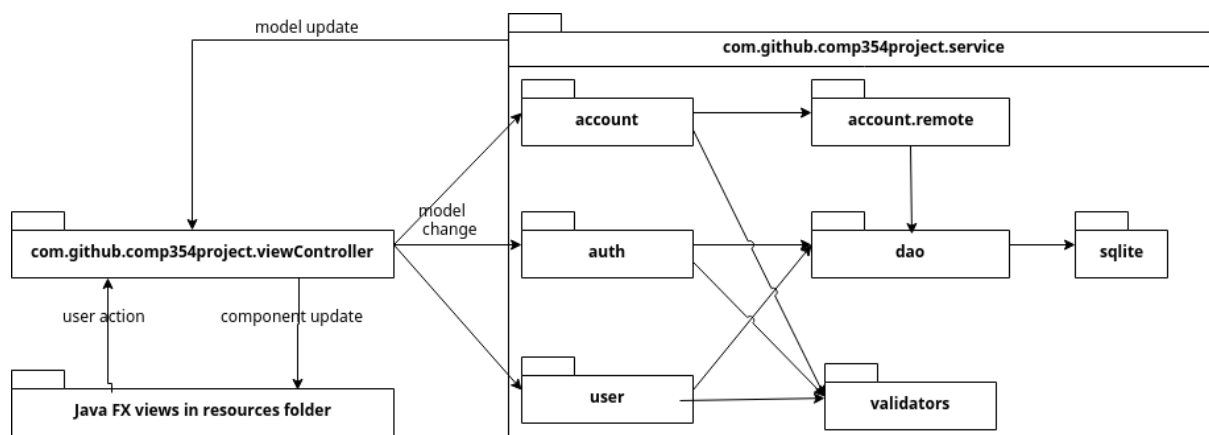 model update
com.github.comp354project.service
account
account.remote
model
change
com.github.comp354project.viewController
auth
dao
sqlite
user action
component update
user
validators
Java FX views in resources folder